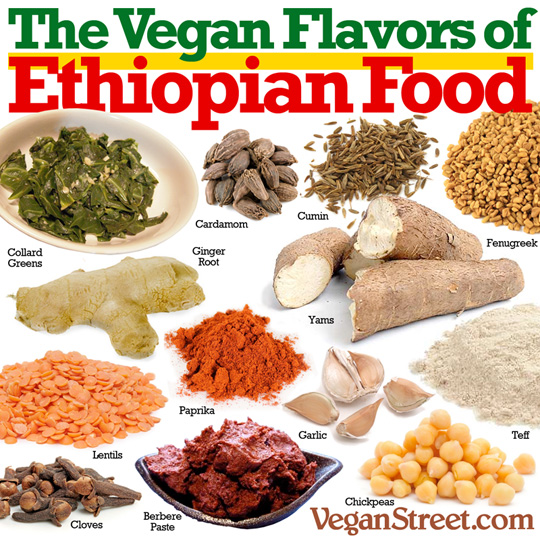 The Vegan Flavors of
Ethiopian Food
Collard
Greens
Cardamom
Cumin
Fenugreek
Ginger
Root
Yams
Paprika
Garlic
Teff
Lentils
Cloves
Berbere
Paste
Chickpeas
VeganStreet.com